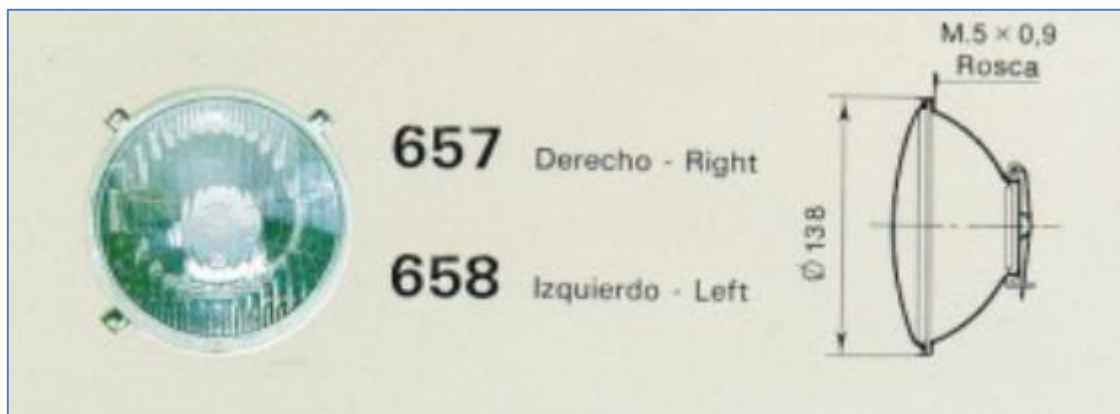 M.5 × 0,9
Rosca
657 Derecho - Right
658 Izquierdo - Left
Ø 138